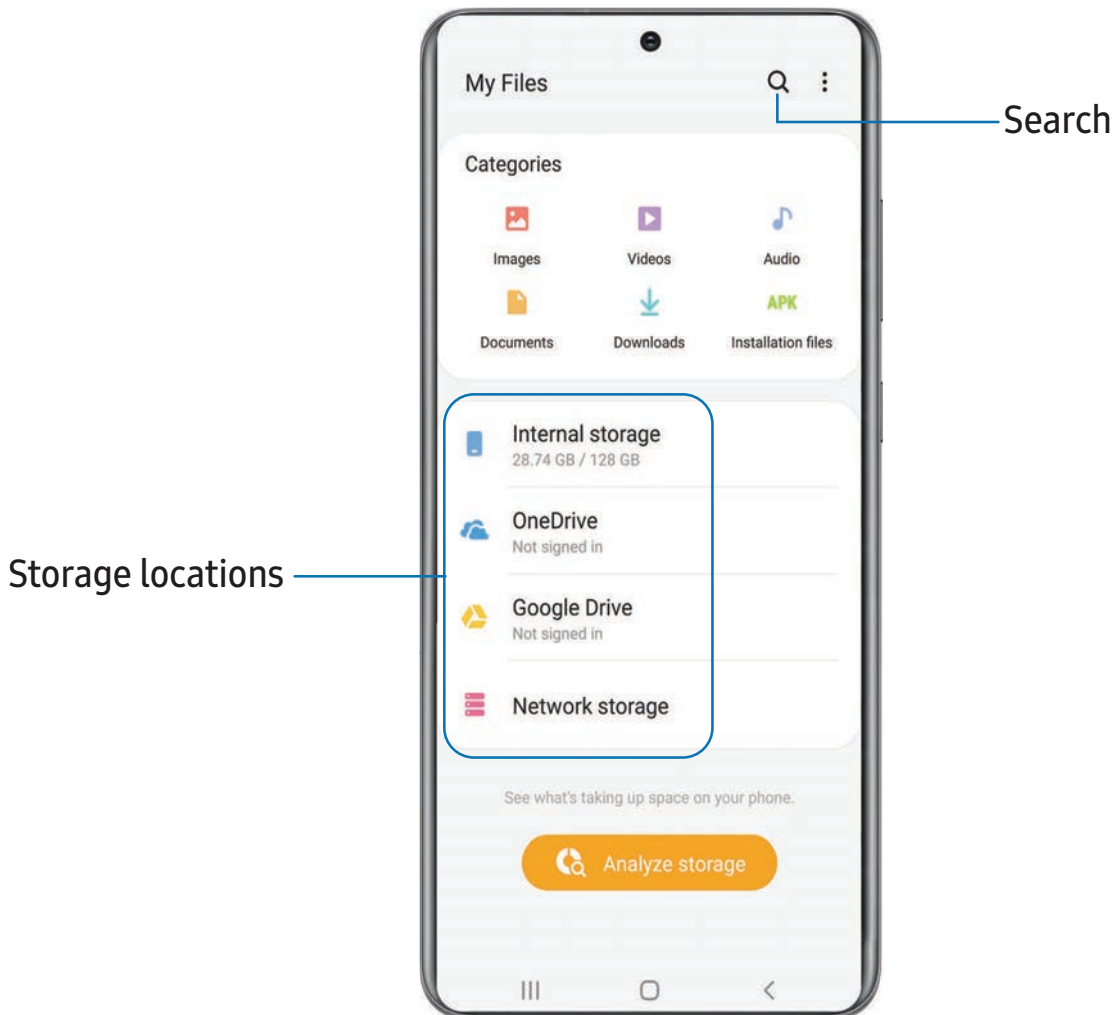 My Files
Search
Categories
Images
Videos
Audio
APK
Documents
Downloads
Installation files
Internal storage
28.74 GB / 128 GB
OneDrive
Not signed in
Storage locations
Google Drive
Not signed in
Network storage
See what's taking up space on your phone.
Analyze storage